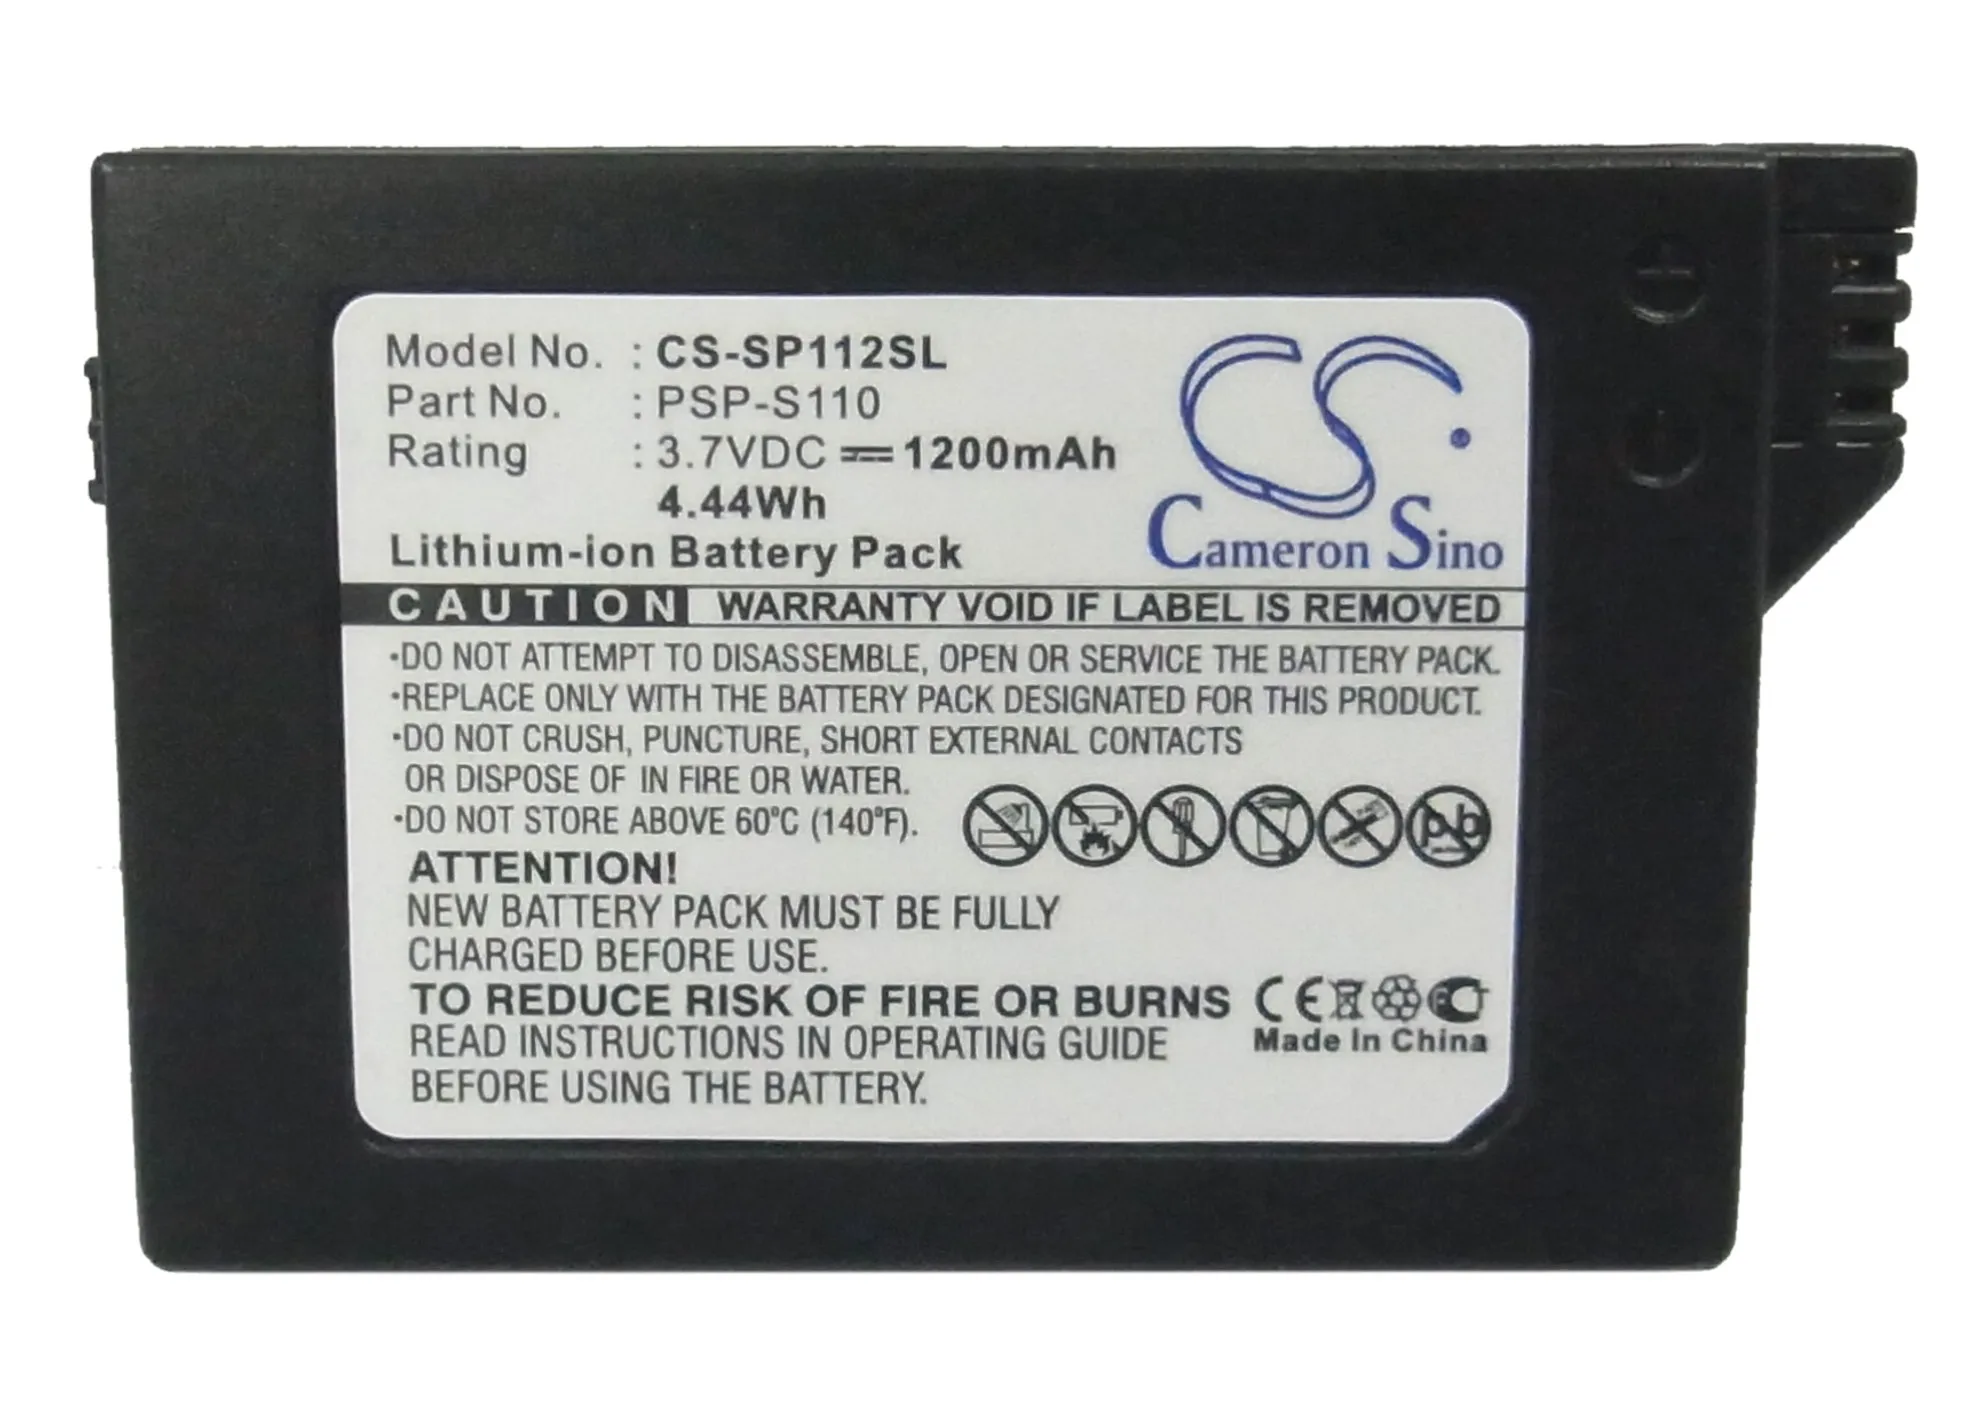 Model No. : CS-SP112SL
Part No. : PSP-S110
Rating : 3.7VDC ⎓ 1200mAh
4.44Wh
Lithium-ion Battery Pack
CS
Cameron Sino
CAUTION WARRANTY VOID IF LABEL IS REMOVED
•DO NOT ATTEMPT TO DISASSEMBLE, OPEN OR SERVICE THE BATTERY PACK.
•REPLACE ONLY WITH THE BATTERY PACK DESIGNATED FOR THIS PRODUCT.
•DO NOT CRUSH, PUNCTURE, SHORT EXTERNAL CONTACTS
OR DISPOSE OF IN FIRE OR WATER.
•DO NOT STORE ABOVE 60°C (140°F).
Pb
ATTENTION!
NEW BATTERY PACK MUST BE FULLY
CHARGED BEFORE USE.
TO REDUCE RISK OF FIRE OR BURNS
READ INSTRUCTIONS IN OPERATING GUIDE
BEFORE USING THE BATTERY.
CE
Made In China
+
-